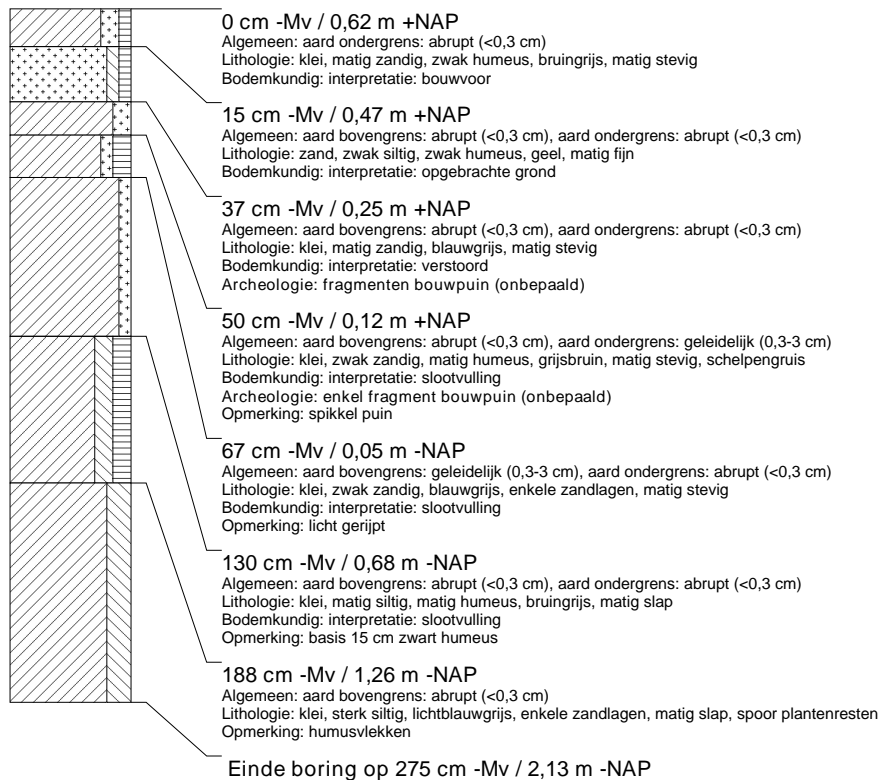 0 cm -Mv / 0,62 m +NAP
Algemeen: aard ondergrens: abrupt (<0,3 cm)
Lithologie: klei, matig zandig, zwak humeus, bruingrijs, matig stevig
Bodemkundig: interpretatie: bouwvoor
15 cm -Mv / 0,47 m +NAP
Algemeen: aard bovengrens: abrupt (<0,3 cm), aard ondergrens: abrupt (<0,3 cm)
Lithologie: zand, zwak siltig, zwak humeus, geel, matig fijn
Bodemkundig: interpretatie: opgebrachte grond
37 cm -Mv / 0,25 m +NAP
Algemeen: aard bovengrens: abrupt (<0,3 cm), aard ondergrens: abrupt (<0,3 cm)
Lithologie: klei, matig zandig, blauwgrijs, matig stevig
Bodemkundig: interpretatie: verstoord
Archeologie: fragmenten bouwpuin (onbepaald)
50 cm -Mv / 0,12 m +NAP
Algemeen: aard bovengrens: abrupt (<0,3 cm), aard ondergrens: geleidelijk (0,3-3 cm)
Lithologie: klei, zwak zandig, matig humeus, grijsbruin, matig stevig, schelpengruis
Bodemkundig: interpretatie: slootvulling
Archeologie: enkel fragment bouwpuin (onbepaald)
Opmerking: spikkel puin
67 cm -Mv / 0,05 m -NAP
Algemeen: aard bovengrens: geleidelijk (0,3-3 cm), aard ondergrens: abrupt (<0,3 cm)
Lithologie: klei, zwak zandig, blauwgrijs, enkele zandlagen, matig stevig
Bodemkundig: interpretatie: slootvulling
Opmerking: licht gerijpt
130 cm -Mv / 0,68 m -NAP
Algemeen: aard bovengrens: abrupt (<0,3 cm), aard ondergrens: abrupt (<0,3 cm)
Lithologie: klei, matig siltig, matig humeus, bruingrijs, matig slap
Bodemkundig: interpretatie: slootvulling
Opmerking: basis 15 cm zwart humeus
188 cm -Mv / 1,26 m -NAP
Algemeen: aard bovengrens: abrupt (<0,3 cm)
Lithologie: klei, sterk siltig, lichtblauwgrijs, enkele zandlagen, matig slap, spoor plantenresten
Opmerking: humusvlekken
Einde boring op 275 cm -Mv / 2,13 m -NAP